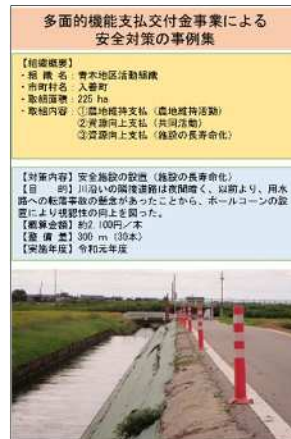 多面的機能支払交付金事業による
安全対策の事例集
【組織概要】
・組織名：青木地区活動組織
・市町村名：入善町
・取組面積：225 ha
・取組内容：①農地維持支払（農地維持活動）
②資源向上支払（共同活動）
③資源向上支払（施設の長寿命化）
【対策内容】安全施設の設置（施設の長寿命化）
【目　的】川沿いの隣接道路は夜間暗く、以前より、用水
路への転落事故の懸念があったことから、ポールコーンの設
置により視認性の向上を図った。
【概算金額】約2,100円／本
【整備量】300 m（30本）
【実施年度】令和元年度